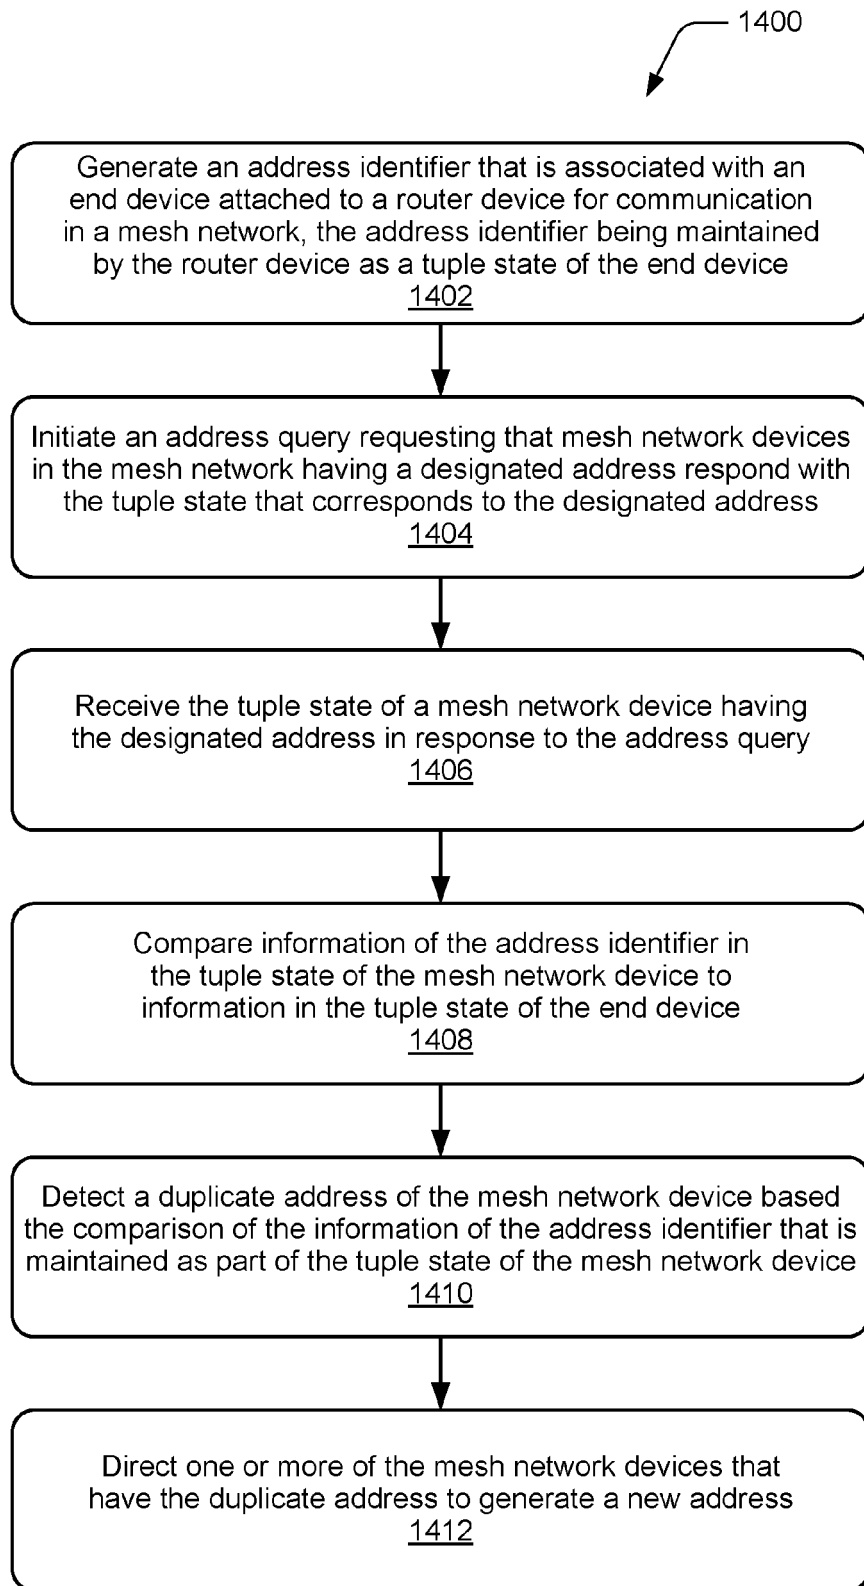 1400
Generate an address identifier that is associated with an
end device attached to a router device for communication
in a mesh network, the address identifier being maintained
by the router device as a tuple state of the end device
1402
Initiate an address query requesting that mesh network devices
in the mesh network having a designated address respond with
the tuple state that corresponds to the designated address
1404
Receive the tuple state of a mesh network device having
the designated address in response to the address query
1406
Compare information of the address identifier in
the tuple state of the mesh network device to
information in the tuple state of the end device
1408
Detect a duplicate address of the mesh network device based
the comparison of the information of the address identifier that is
maintained as part of the tuple state of the mesh network device
1410
Direct one or more of the mesh network devices that
have the duplicate address to generate a new address
1412